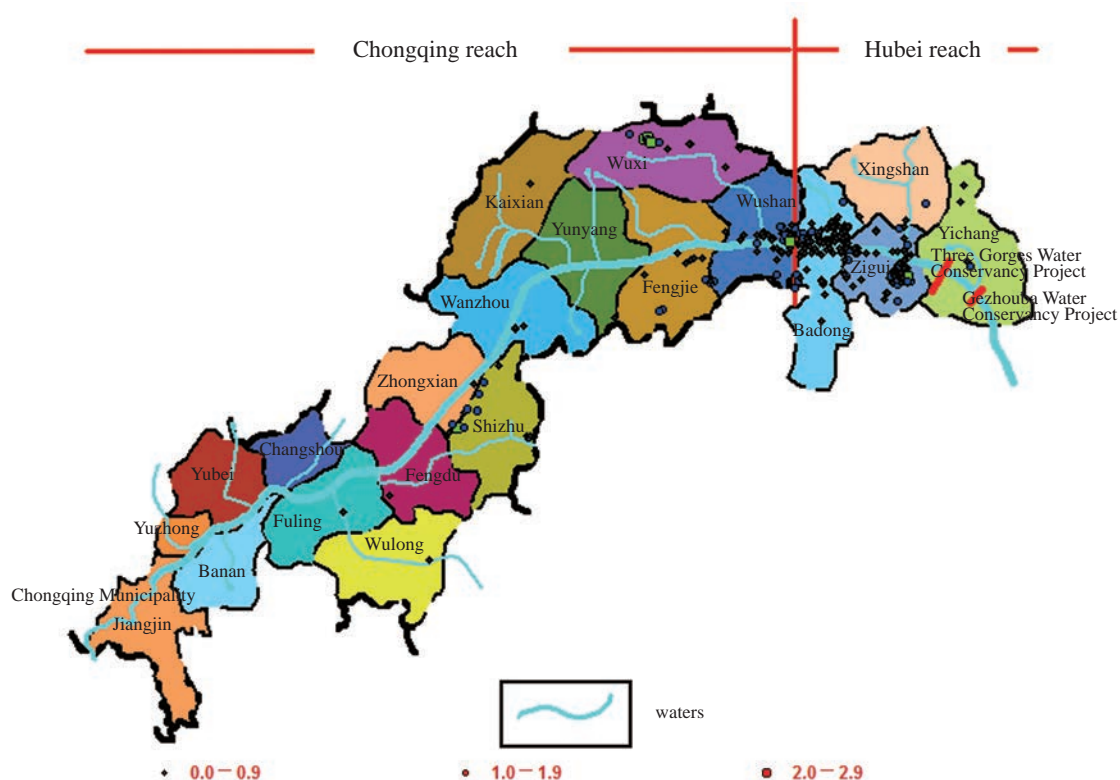 Chongqing reach
Hubei reach
Wuxi
Xingshan
Kaixian
Wushan
Yunyang
Yichang
Three Gorges Water
Conservancy Project
Zigui
Fengjie
Wanzhou
Gezhouba Water
Conservancy Project
Badong
Zhongxian
Shizhu
Changshou
Yubei
Fengdu
Fuling
Yuzhong
Wulong
Banan
Chongqing Municipality
Jiangjin
waters
0.0－0.9
1.0－1.9
2.0－2.9